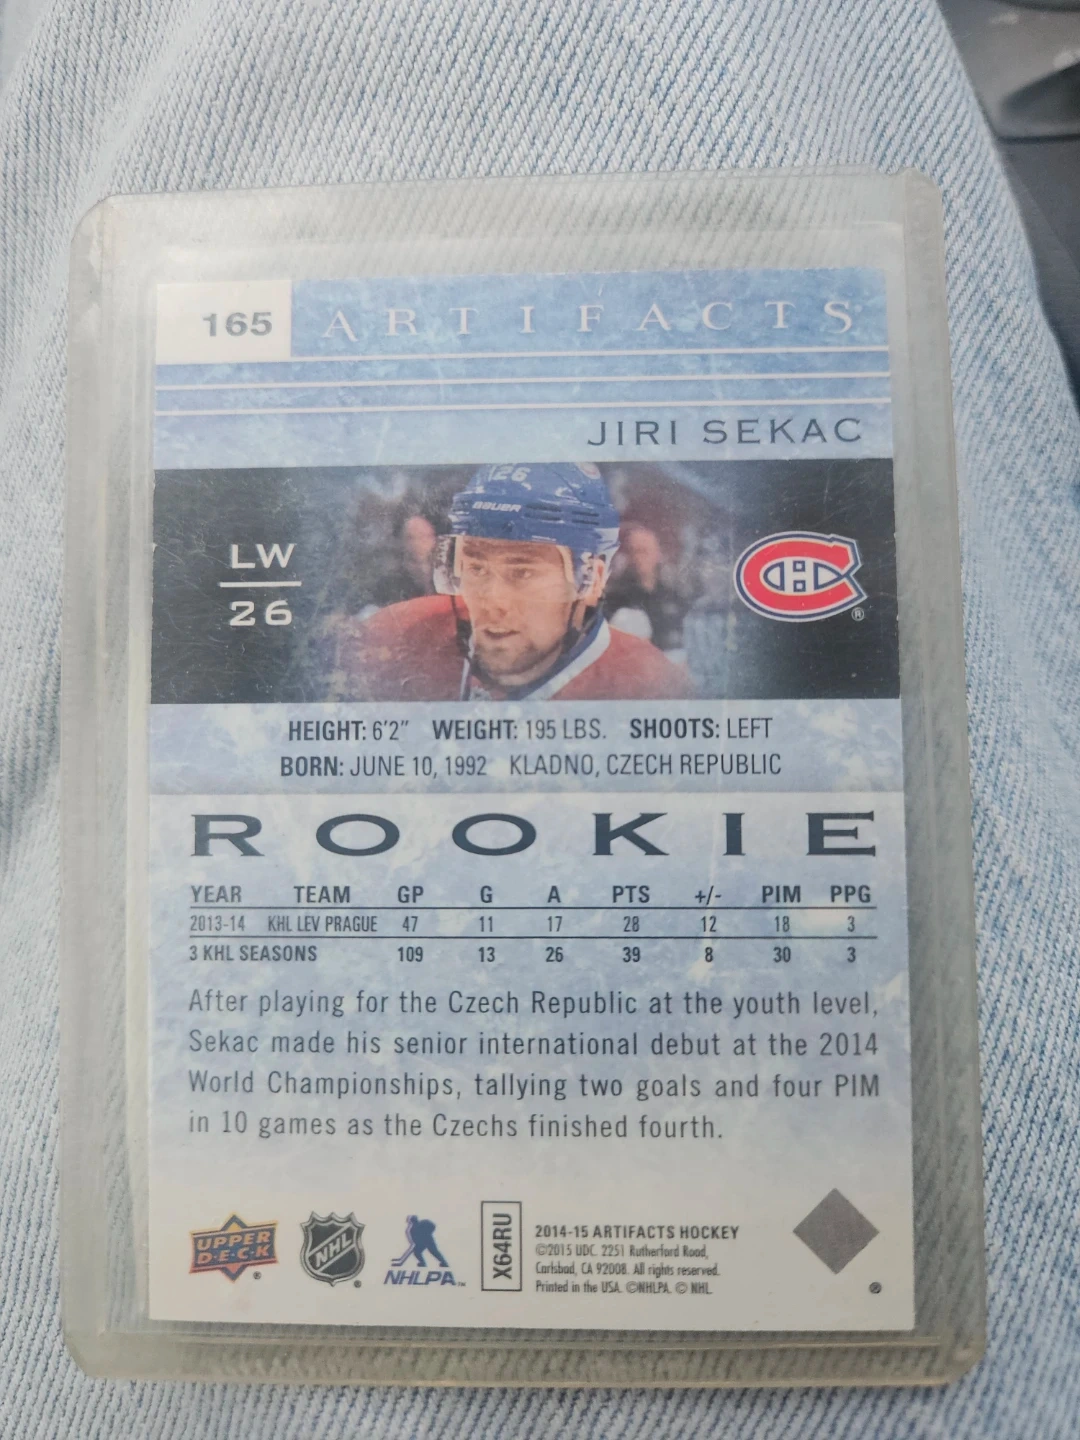 165
ARTIFACTS®
JIRI SEKAC
LW
26
26
BAUER
®
HEIGHT: 6'2" WEIGHT: 195 LBS. SHOOTS: LEFT
BORN: JUNE 10, 1992 KLADNO, CZECH REPUBLIC
ROOKIE
YEAR TEAM GP G A PTS +/- PIM PPG
2013-14 KHL LEV PRAGUE 47 11 17 28 12 18 3
3 KHL SEASONS 109 13 26 39 8 30 3
After playing for the Czech Republic at the youth level,
Sekac made his senior international debut at the 2014
World Championships, tallying two goals and four PIM
in 10 games as the Czechs finished fourth.
UPPER
D·E·C·K
®
NHL
®
NHLPA™
X64RU
2014-15 ARTIFACTS HOCKEY
©2015 UDC. 2251 Rutherford Road,
Carlsbad, CA 92008. All rights reserved.
Printed in the USA. ©NHLPA. © NHL.